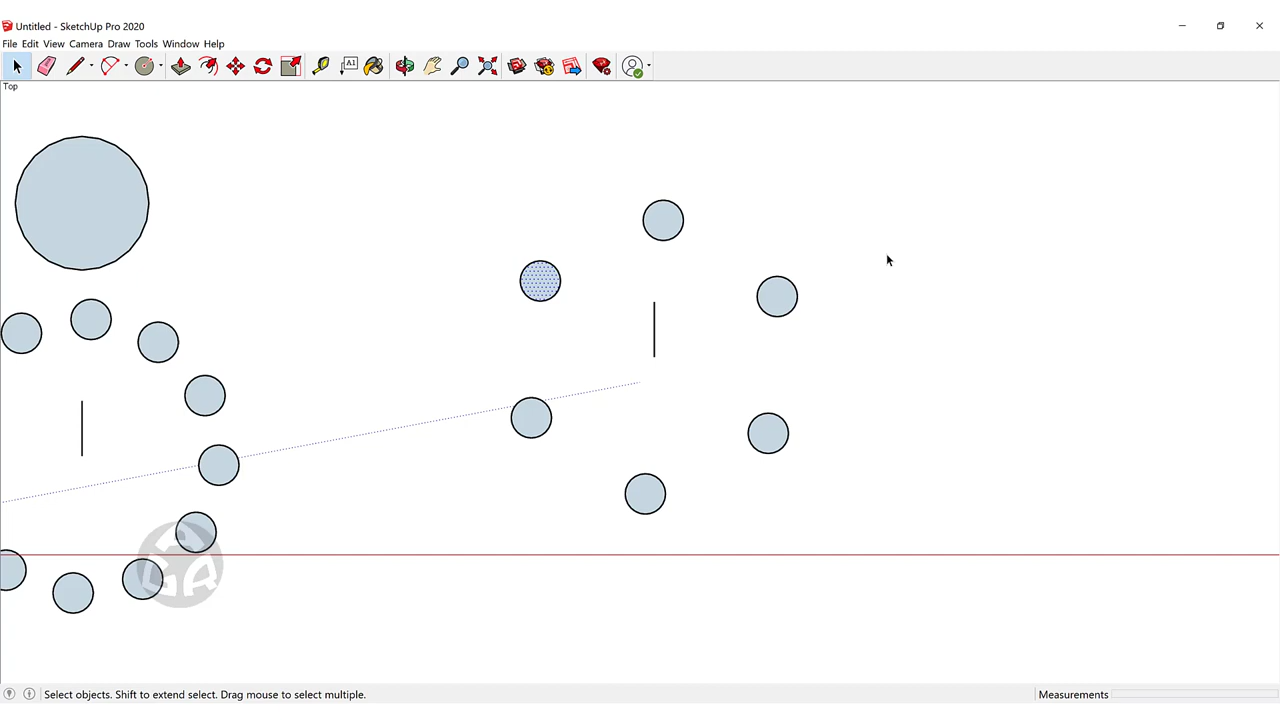 Untitled - SketchUp Pro 2020
File Edit View Camera Draw Tools Window Help
A1
Top
Select objects. Shift to extend select. Drag mouse to select multiple.
Measurements